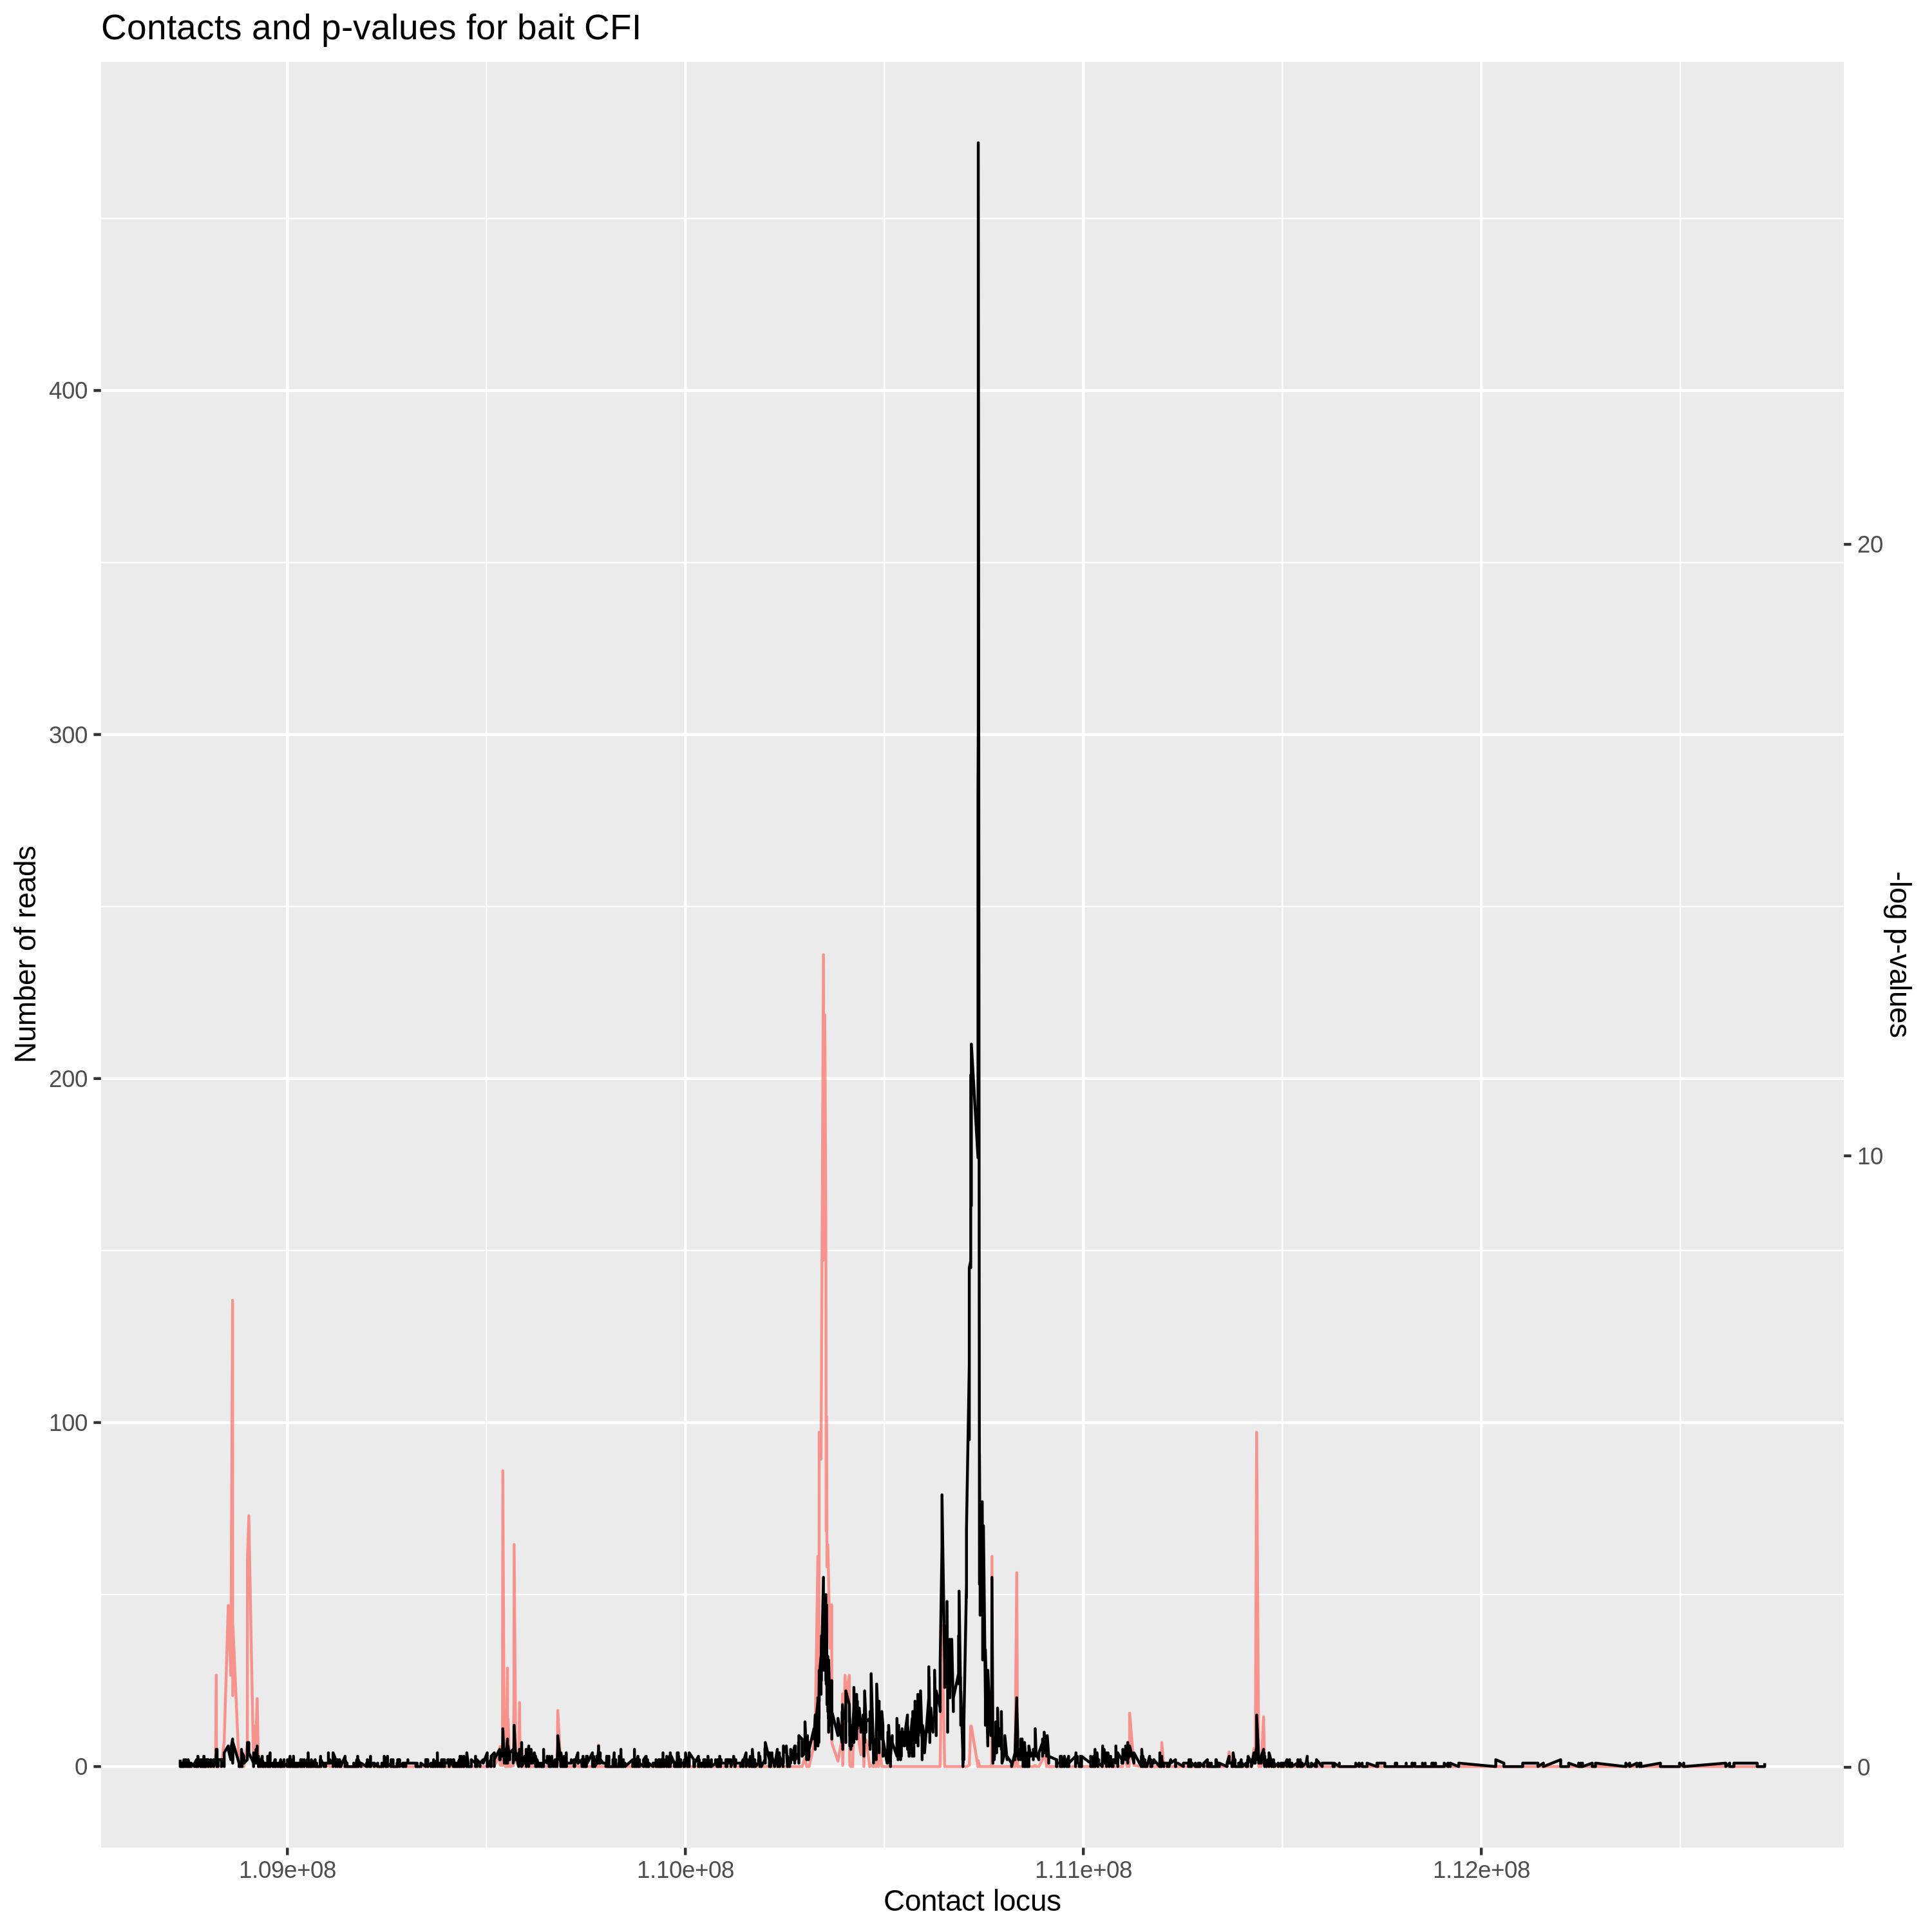 Contacts and p-values for bait CFI
400
300
200
100
0
Number of reads
20
10
0
-log p-values
1.09e+08
1.10e+08
1.11e+08
1.12e+08
Contact locus